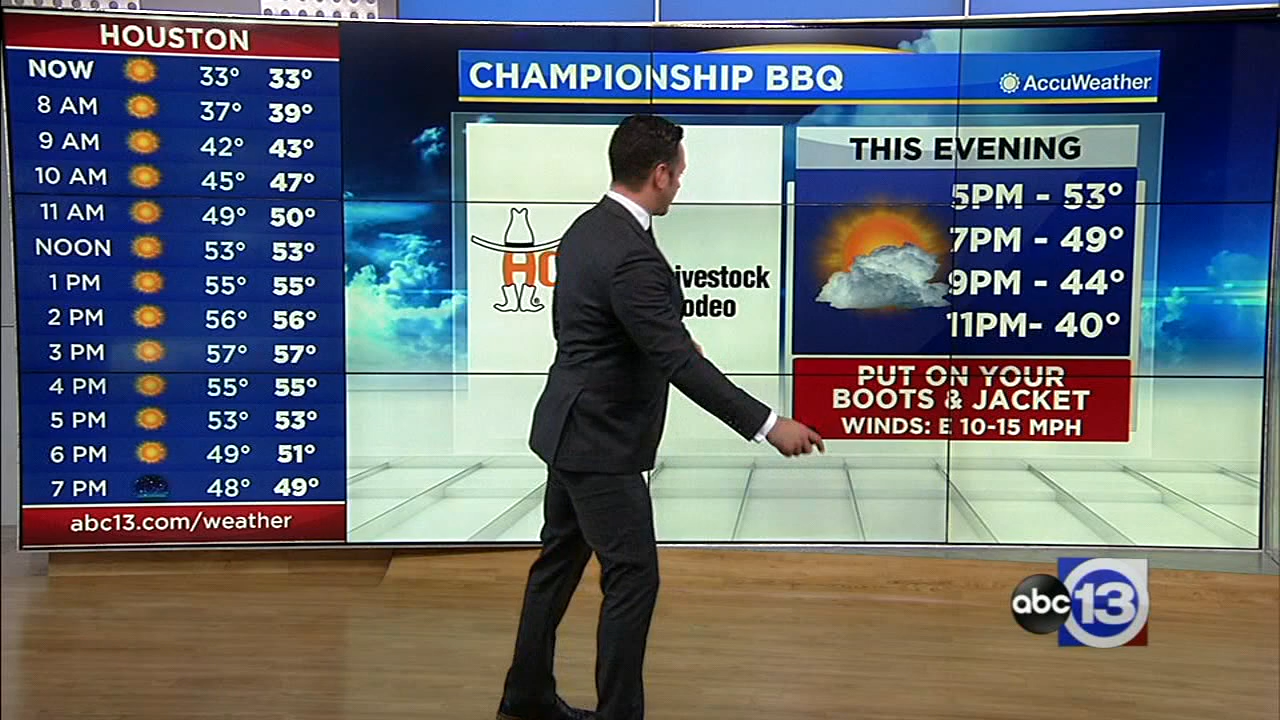 HOUSTON
NOW 33° 33°
8 AM 37° 39°
9 AM 42° 43°
10 AM 45° 47°
11 AM 49° 50°
NOON 53° 53°
1 PM 55° 55°
2 PM 56° 56°
3 PM 57° 57°
4 PM 55° 55°
5 PM 53° 53°
6 PM 49° 51°
7 PM 48° 49°
abc13.com/weather
CHAMPIONSHIP BBQ
AccuWeather
HO
ivestock
odeo
THIS EVENING
5PM - 53°
7PM - 49°
9PM - 44°
11PM- 40°
PUT ON YOUR
BOOTS & JACKET
WINDS: E 10-15 MPH
abc 13